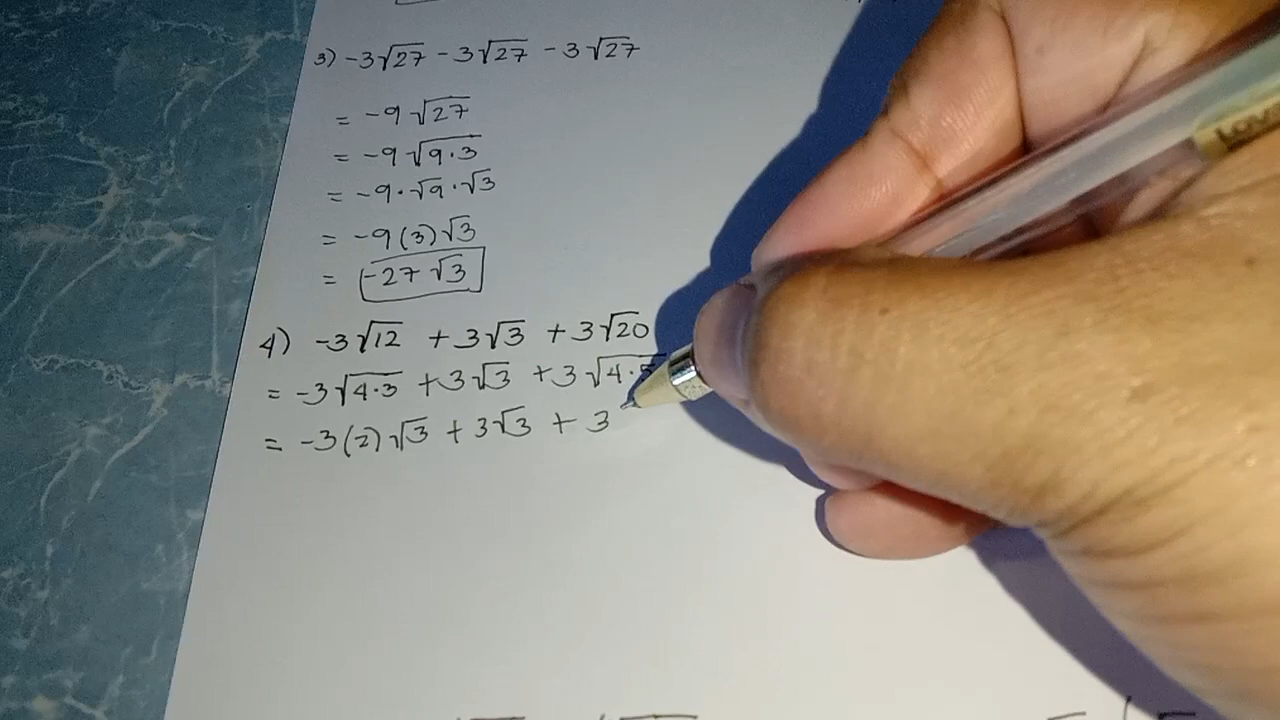 3) -3√27 - 3√27 - 3√27
= -9√27
= -9√9·3
= -9·√9·√3
= -9(3)√3
= -27√3
4) -3√12 + 3√3 + 3√20
= -3√4·3 + 3√3 + 3√4·5
= -3(2)√3 + 3√3 + 3